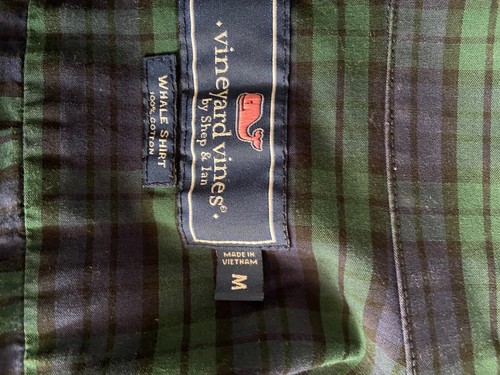 vineyard vines®
by Shep & Ian
WHALE SHIRT
100% COTTON
MADE IN
VIETNAM
M